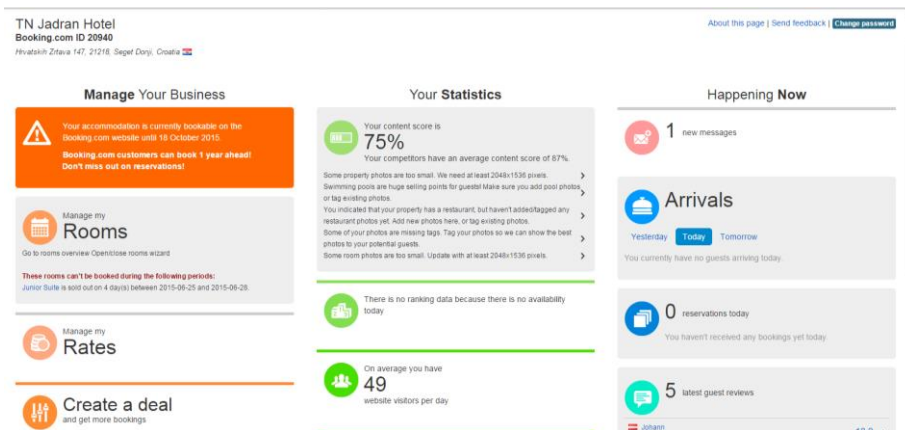 TN Jadran Hotel
Booking.com ID 20940
Hrvatskih Žrtava 147, 21218, Seget Donji, Croatia
About this page | Send feedback | Change password
Manage Your Business
Your accommodation is currently bookable on the
Booking.com website until 18 October 2015.
Booking.com customers can book 1 year ahead!
Don't miss out on reservations!
Manage my
Rooms
Go to rooms overview Open/close rooms wizard
These rooms can't be booked during the following periods:
Junior Suite is sold out on 4 day(s) between 2015-06-25 and 2015-06-28.
Manage my
Rates
Create a deal
and get more bookings
Your Statistics
Your content score is
75%
Your competitors have an average content score of 87%.
Some property photos are too small. We need at least 2048x1536 pixels.
Swimming pools are huge selling points for guests! Make sure you add pool photos
or tag existing photos.
You indicated that your property has a restaurant, but haven't added/tagged any
restaurant photos yet. Add new photos here, or tag existing photos.
Some of your photos are missing tags. Tag your photos so we can show the best
photos to your potential guests.
Some room photos are too small. Update with at least 2048x1536 pixels.
There is no ranking data because there is no availability
today
On average you have
49
website visitors per day
Happening Now
1 new messages
Arrivals
Yesterday Today Tomorrow
You currently have no guests arriving today.
0 reservations today
You haven't received any bookings yet today.
5 latest guest reviews
Johann